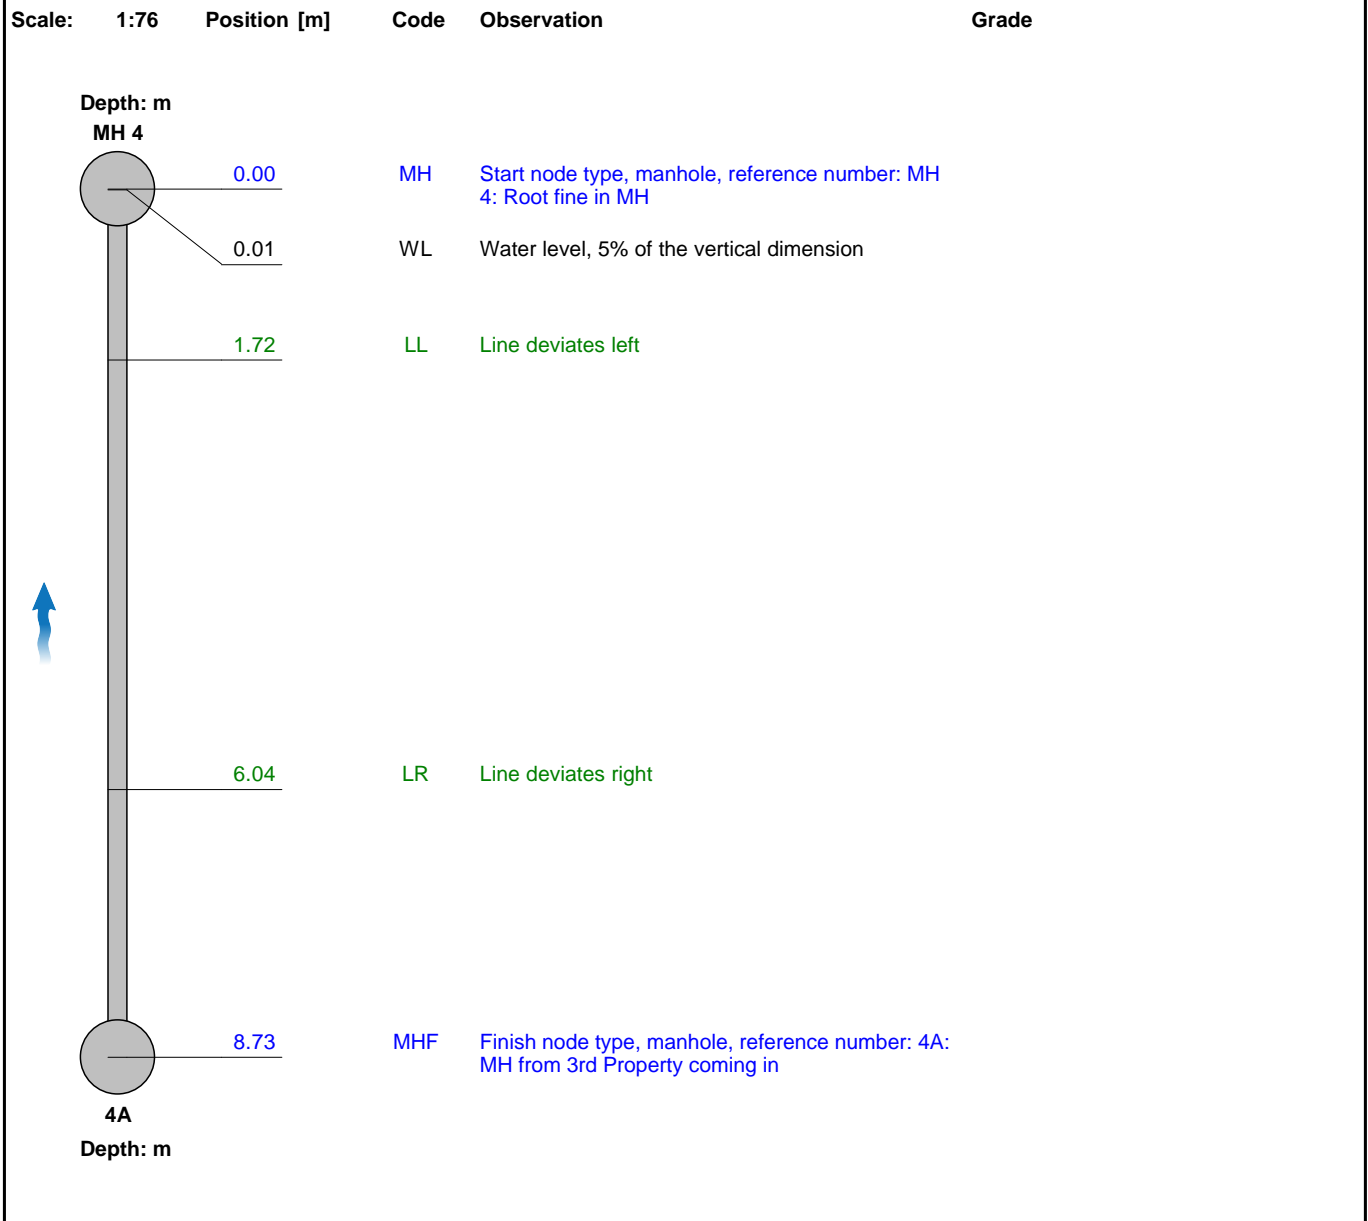 Scale: 1:76 Position [m] Code Observation Grade
Depth: m
MH 4
0.00 MH Start node type, manhole, reference number: MH
4: Root fine in MH
0.01 WL Water level, 5% of the vertical dimension
1.72 LL Line deviates left
6.04 LR Line deviates right
8.73 MHF Finish node type, manhole, reference number: 4A:
MH from 3rd Property coming in
4A
Depth: m